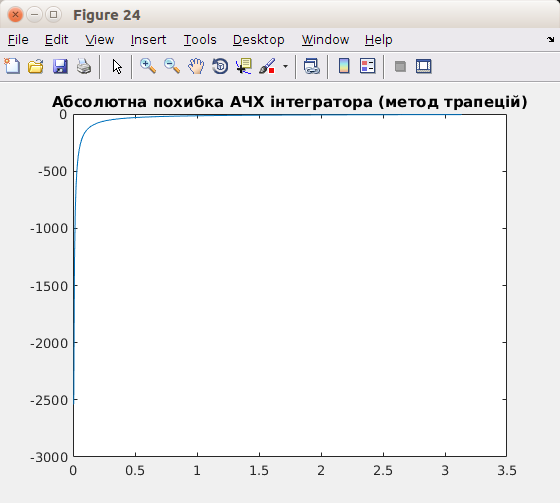 Figure 24
File Edit View Insert Tools Desktop Window Help
Абсолютна похибка АЧХ інтегратора (метод трапецій)
0
-500
-1000
-1500
-2000
-2500
-3000
0 0.5 1 1.5 2 2.5 3 3.5